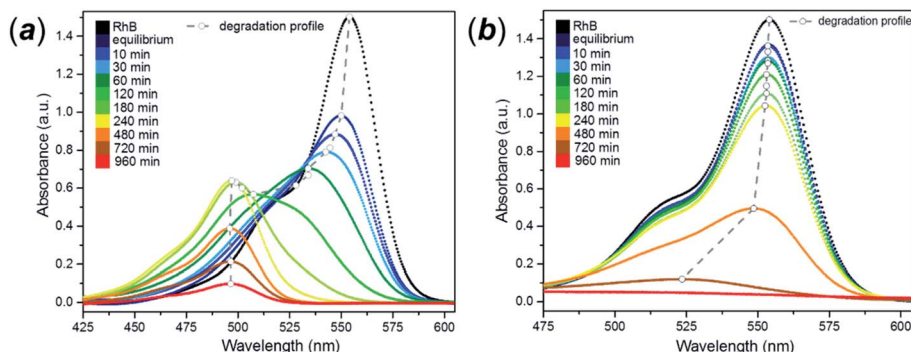 (a)
RhB
equilibrium
10 min
30 min
60 min
120 min
180 min
240 min
480 min
720 min
960 min
degradation profile
Absorbance (a.u.)
1.4
1.2
1.0
0.8
0.6
0.4
0.2
0.0
425 450 475 500 525 550 575 600
Wavelength (nm)
(b)
RhB
equilibrium
10 min
30 min
60 min
120 min
180 min
240 min
480 min
720 min
960 min
degradation profile
Absorbance (a.u.)
1.4
1.2
1.0
0.8
0.6
0.4
0.2
0.0
475 500 525 550 575 600
Wavelength (nm)